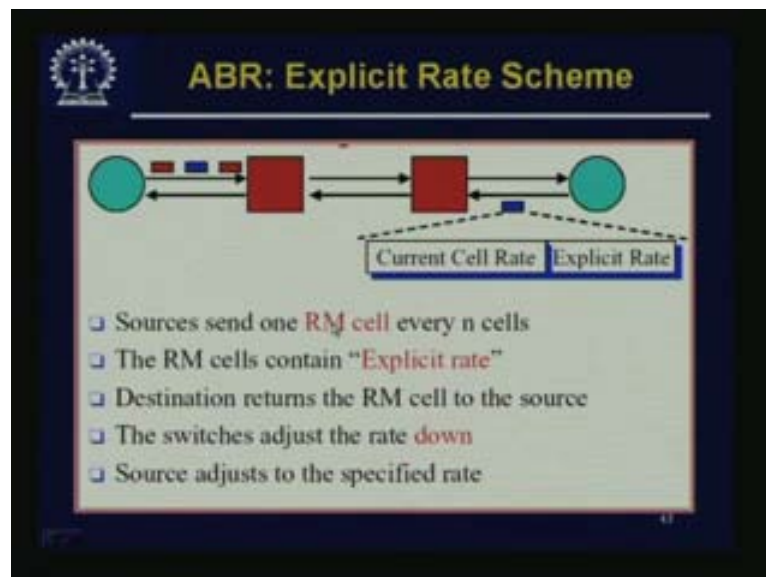 ABR: Explicit Rate Scheme
Current Cell Rate Explicit Rate
Sources send one RM cell every n cells
The RM cells contain “Explicit rate”
Destination returns the RM cell to the source
The switches adjust the rate down
Source adjusts to the specified rate